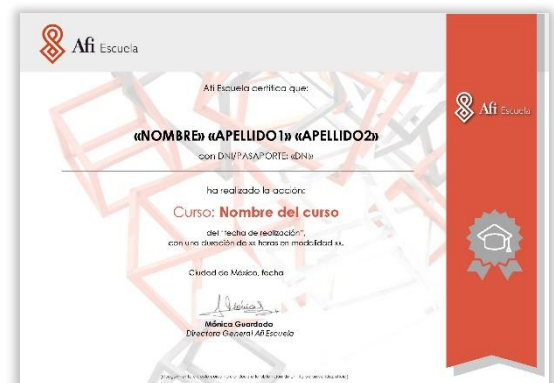 Afi Escuela
Afi Escuela certifica que:
Afi Escuela
«NOMBRE» «APELLIDO1» «APELLIDO2»
con DNI/PASAPORTE: «DN»
ha realizado la acción:
Curso: Nombre del curso
del "fecha de realización",
con una duración de xx horas en modalidad xx.
Ciudad de México, fecha
Mónica Guardado
Directora General Afi Escuela